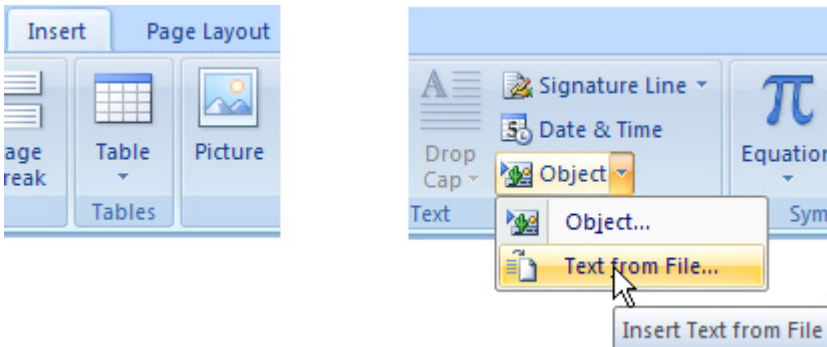 Insert Page Layout
age
reak
Table
Picture
Tables
Signature Line
Date & Time
Drop
Cap
Object
Equation
Text
Sym
Object...
Text from File...
Insert Text from File